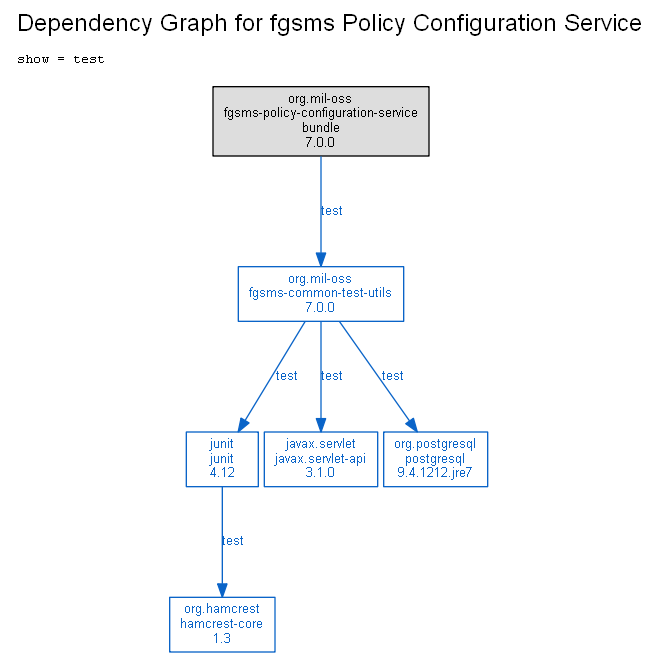 Dependency Graph for fgsms Policy Configuration Service
show = test
org.mil-oss
fgsms-policy-configuration-service
bundle
7.0.0
test
org.mil-oss
fgsms-common-test-utils
7.0.0
test
test
test
junit
junit
4.12
javax.servlet
javax.servlet-api
3.1.0
org.postgresql
postgresql
9.4.1212.jre7
test
org.hamcrest
hamcrest-core
1.3